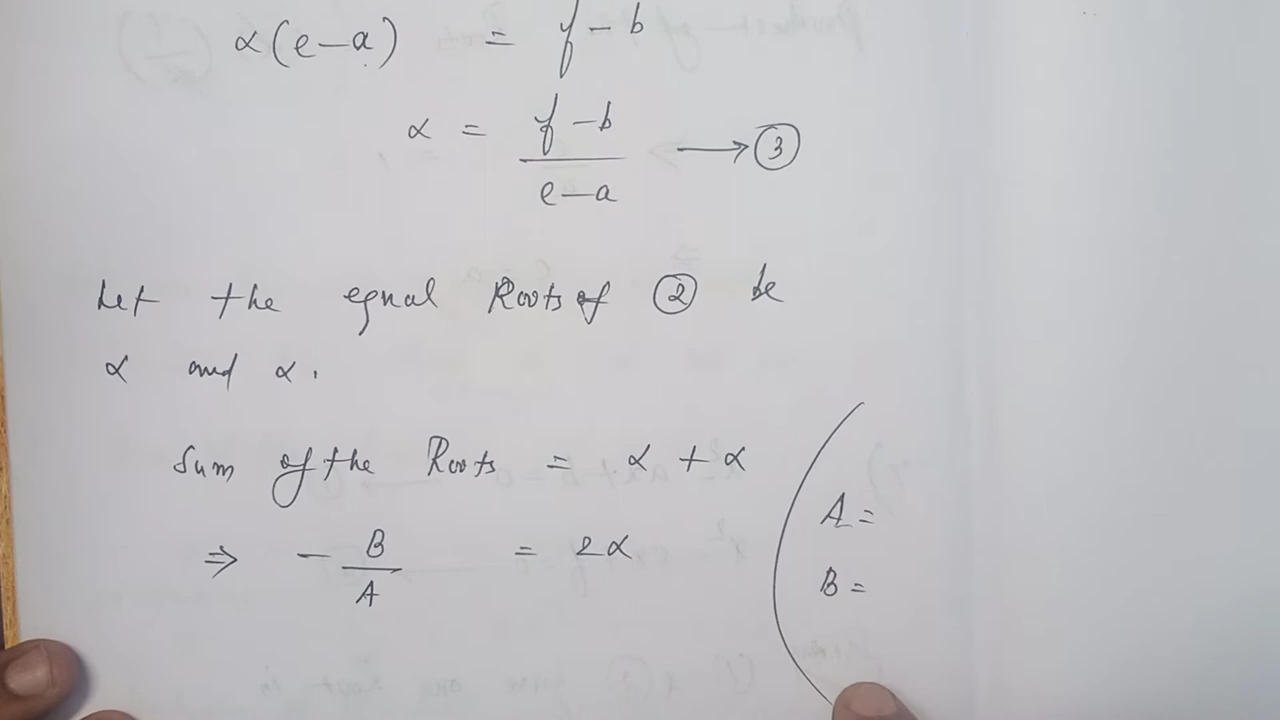 α(e-a) = f-b
α = f-b / e-a → ③
Let the equal Roots of ② be
α and α.
Sum of the Roots = α + α
⇒ - B/A = 2α
A =
B =